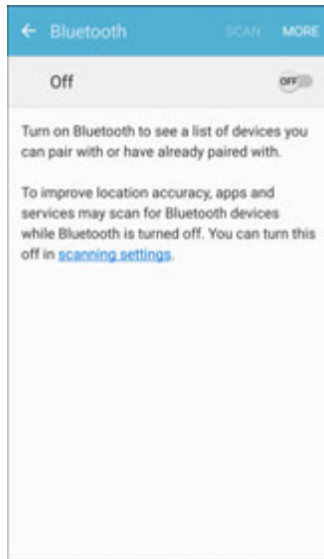 Bluetooth SCAN MORE
Off OFF
Turn on Bluetooth to see a list of devices you
can pair with or have already paired with.
To improve location accuracy, apps and
services may scan for Bluetooth devices
while Bluetooth is turned off. You can turn this
off in scanning settings.